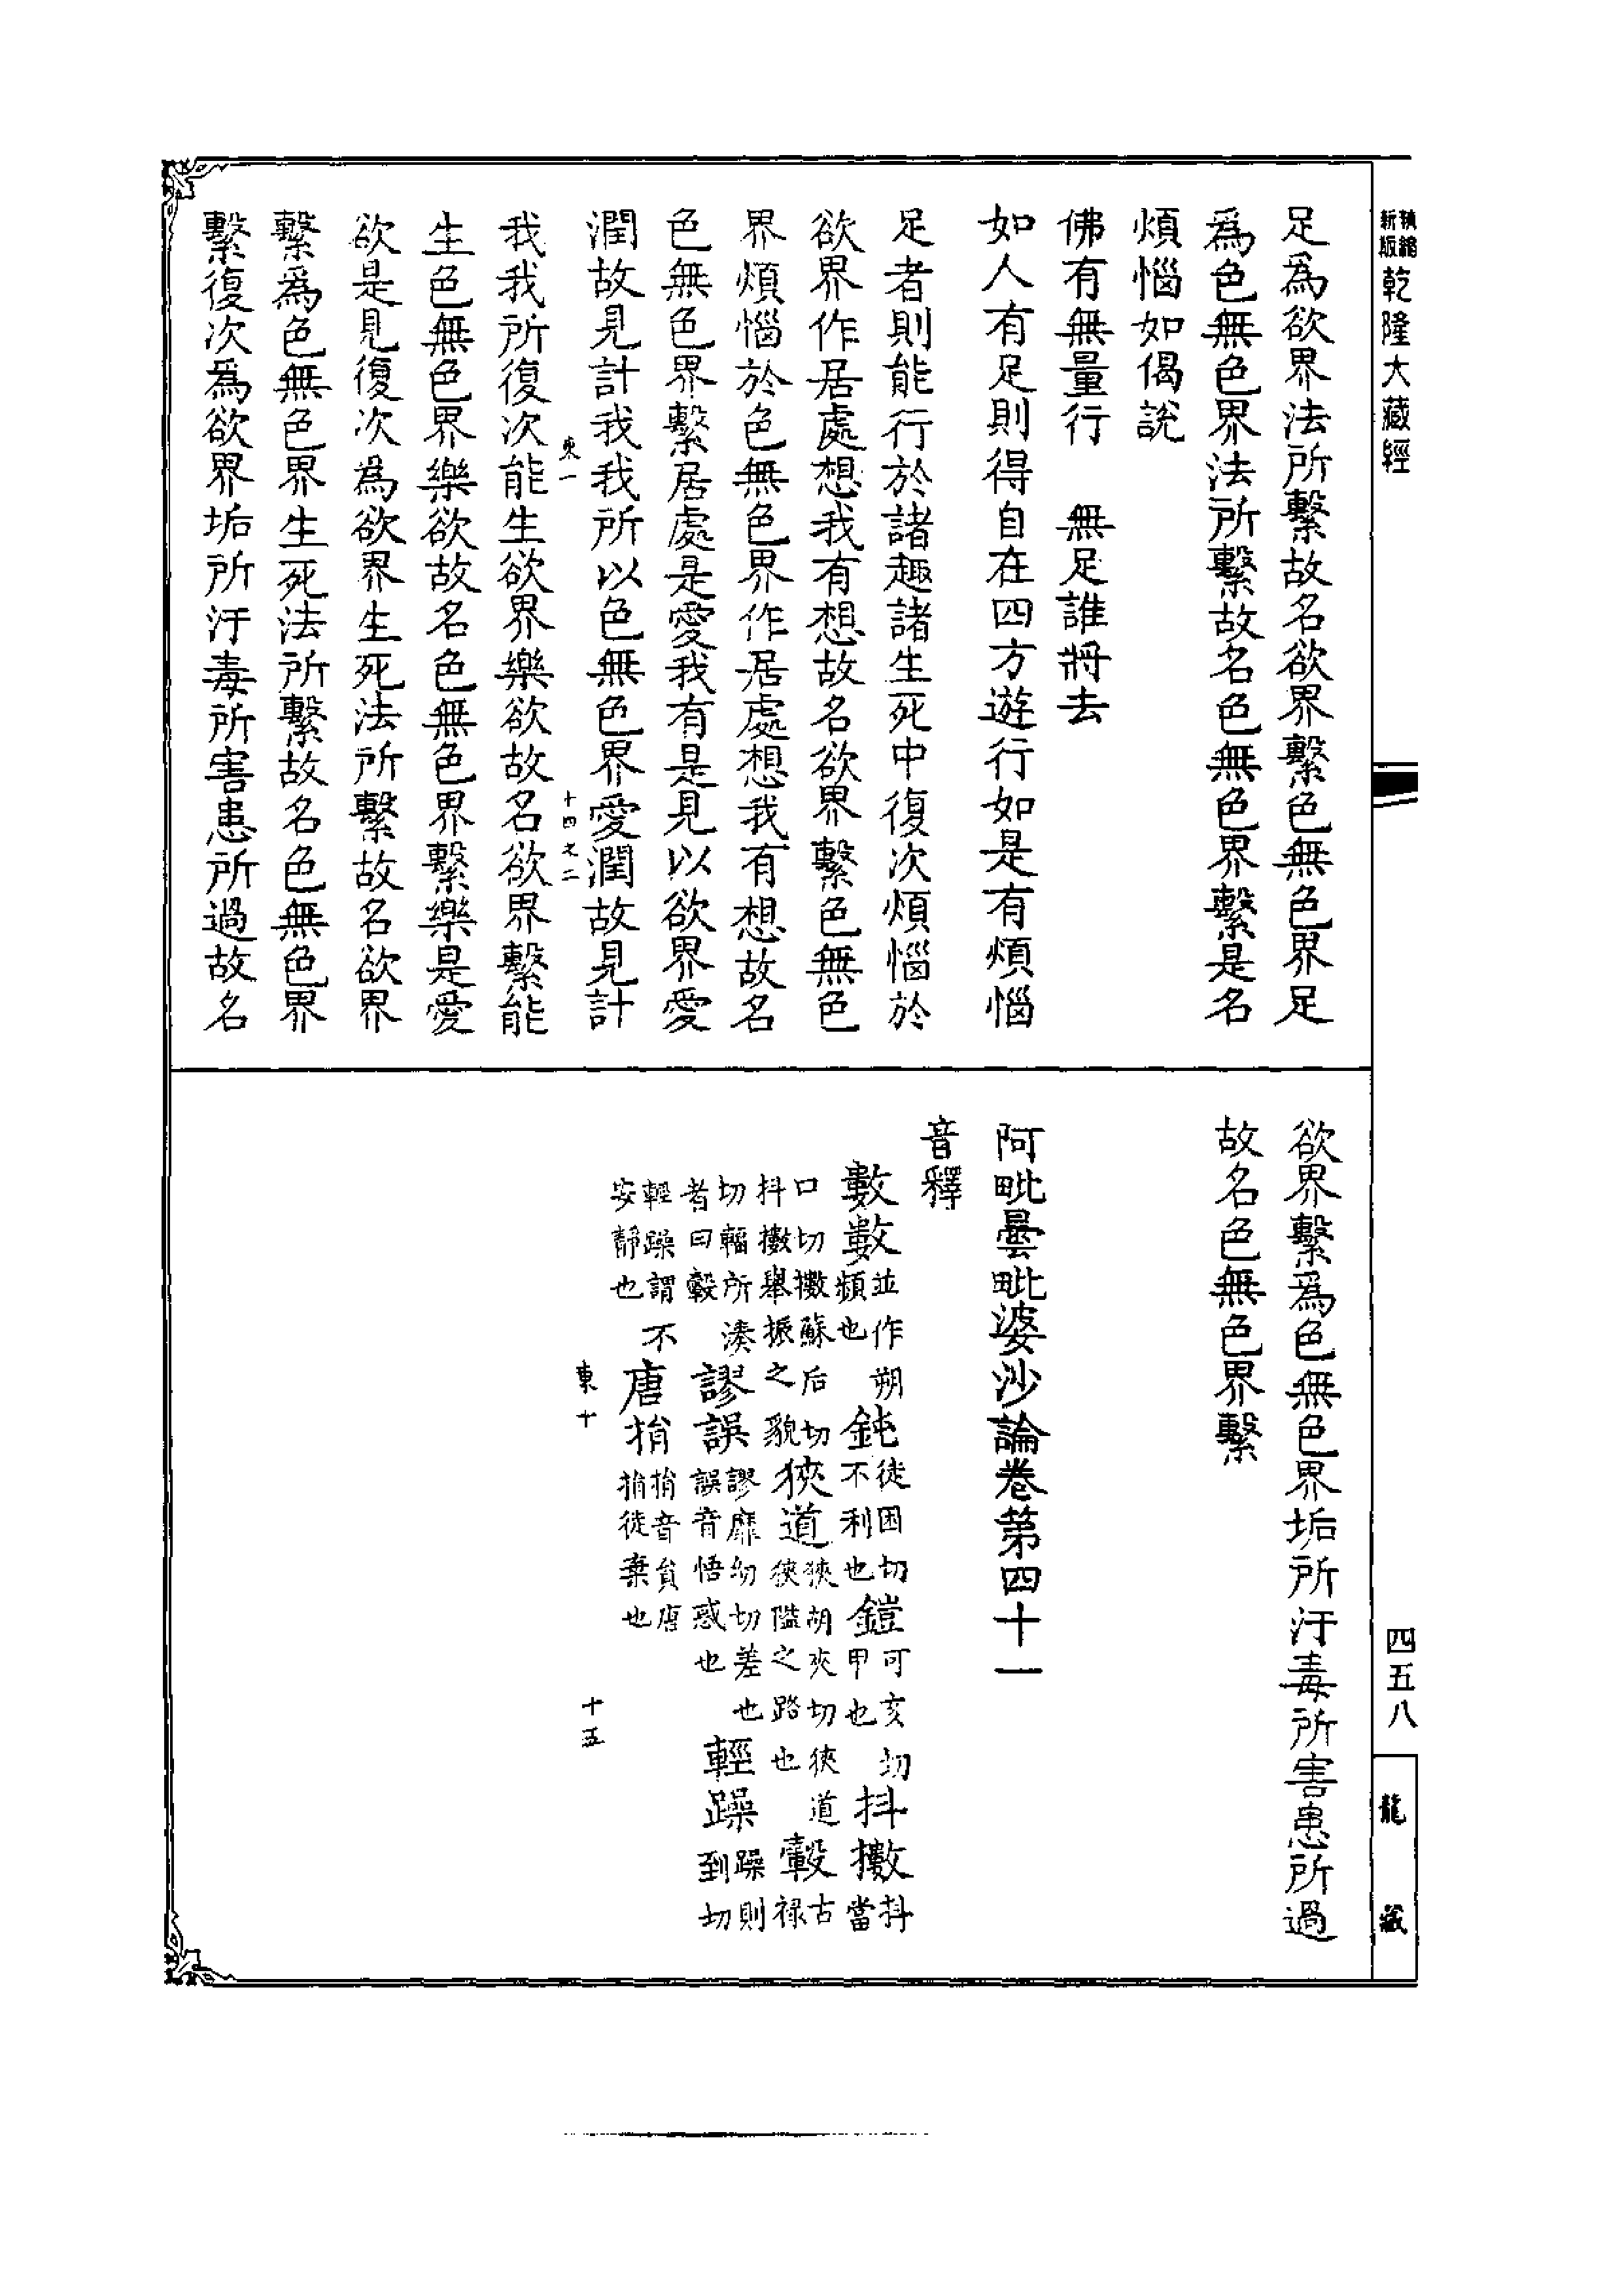 新版
精縮
乾隆大藏經
足爲欲界法所繫故名欲界繫色無色界足
爲色無色界法所繫故名色無色界繫是名
煩惱如偈說
佛有無量行　無足誰將去
如人有足則得自在四方遊行如是有煩惱
足者則能行於諸趣諸生死中復次煩惱於
欲界作居處想我有想故名欲界繫色無色
界煩惱於色無色界作居處想我有想故名
色無色界繫居處是愛我有是見以欲界愛
潤故見計我我所以色無色界愛潤故見計
東一
十四之二
我我所復次能生欲界樂欲故名欲界繫能
生色無色界樂欲故名色無色界繫樂是愛
欲是見復次為欲界生死法所繫故名欲界
繫爲色無色界生死法所繫故名色無色界
繫復次爲欲界垢所汙毒所害患所過故名
欲界繫爲色無色界垢所汙毒所害患所過
故名色無色界繫
阿毗曇毗婆沙論卷第四十一
音釋
數數並作朔頻也鈍徒困切不利也鎧可亥切甲也抖擻抖當
口切擻蘇后切抖擻舉振之貌狹道狹胡夾切狹道狹隘之路也轂古祿
切輻所湊者曰轂謬誤謬靡幼切差也誤音悟惑也輕躁躁則到切
輕躁謂不安靜也唐捐捐音負唐捐徒棄也
東十
十五
四五八
龍藏